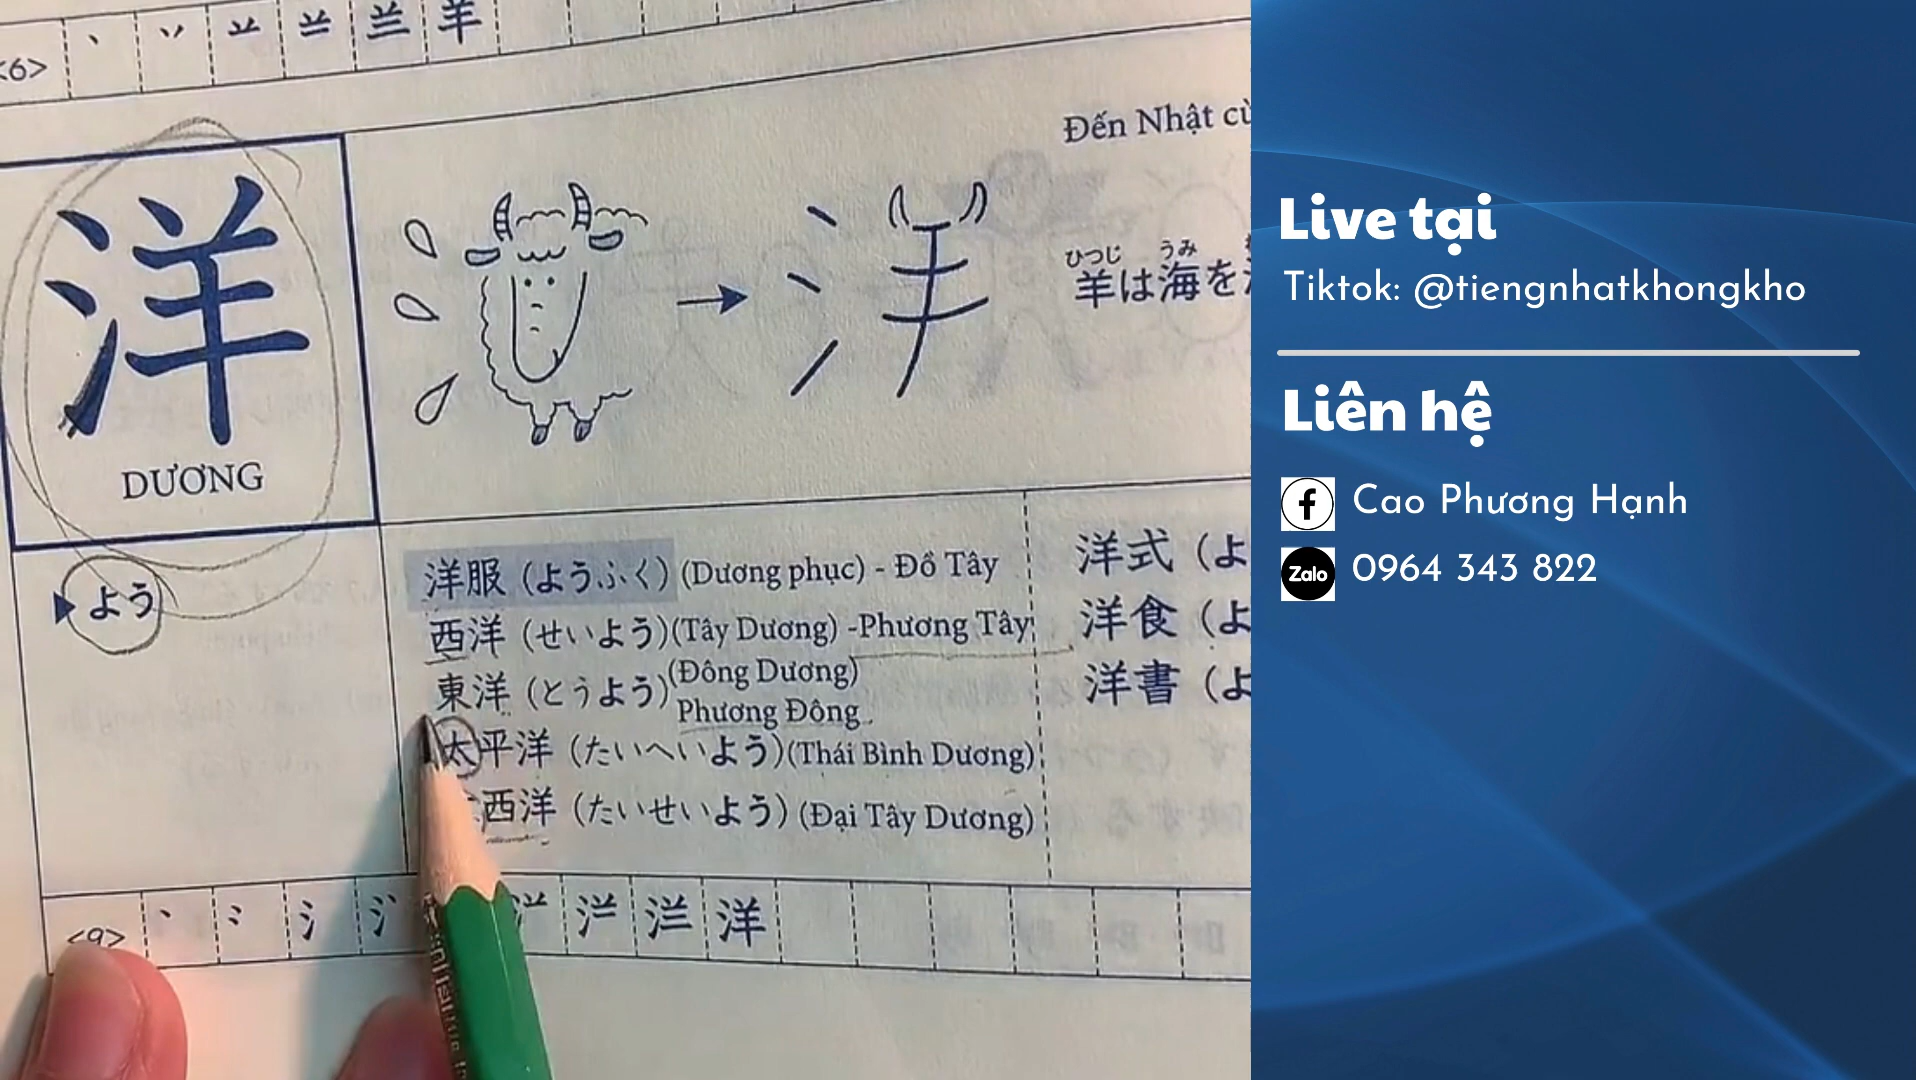 <6> 丶 丷 䒑 羊
Đến Nhật
洋
DƯƠNG
ひつじ うみ
羊は海を
▶よう
洋服（ようふく）(Dương phục) - Đồ Tây
西洋（せいよう）(Tây Dương) -Phương Tây
東洋（とうよう）(Đông Dương)
Phương Đông
太平洋（たいへいよう）(Thái Bình Dương)
西洋（たいせいよう）(Đại Tây Dương)
洋式（よ
洋食（よ
洋書（よ
<9> 丶 冫 氵 洋
Live tại
Tiktok: @tiengnhatkhongkho
Liên hệ
f Cao Phương Hạnh
Zalo 0964 343 822